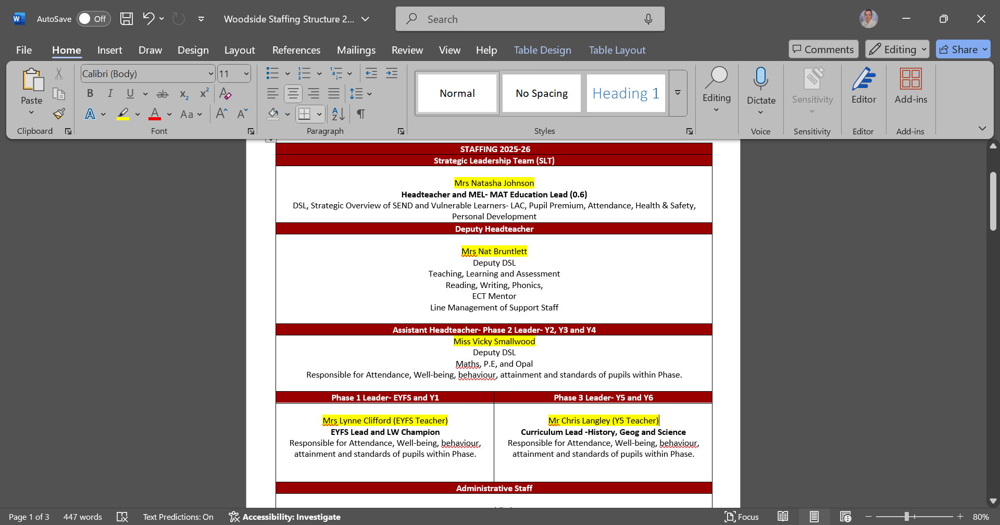 AutoSave Off Woodside Staffing Structure 2... Search
File Home Insert Draw Design Layout References Mailings Review View Help Table Design Table Layout Comments Editing Share
Calibri (Body) 11
Paste
Normal No Spacing Heading 1
Editing Dictate Sensitivity Editor Add-ins
Clipboard Font Paragraph Styles Voice Sensitivity Editor Add-ins
STAFFING 2025-26
Strategic Leadership Team (SLT)
Mrs Natasha Johnson
Headteacher and MEL- MAT Education Lead (0.6)
DSL, Strategic Overview of SEND and Vulnerable Learners- LAC, Pupil Premium, Attendance, Health & Safety,
Personal Development
Deputy Headteacher
Mrs Nat Bruntlett
Deputy DSL
Teaching, Learning and Assessment
Reading, Writing, Phonics,
ECT Mentor
Line Management of Support Staff
Assistant Headteacher- Phase 2 Leader- Y2, Y3 and Y4
Miss Vicky Smallwood
Deputy DSL
Maths, P.E, and Opal
Responsible for Attendance, Well-being, behaviour, attainment and standards of pupils within Phase.
Phase 1 Leader- EYFS and Y1
Mrs Lynne Clifford (EYFS Teacher)
EYFS Lead and LW Champion
Responsible for Attendance, Well-being, behaviour,
attainment and standards of pupils within Phase.
Phase 3 Leader- Y5 and Y6
Mr Chris Langley (Y5 Teacher)
Curriculum Lead -History, Geog and Science
Responsible for Attendance, Well-being, behaviour,
attainment and standards of pupils within Phase.
Administrative Staff
Page 1 of 3 447 words Text Predictions: On Accessibility: Investigate Focus 80%